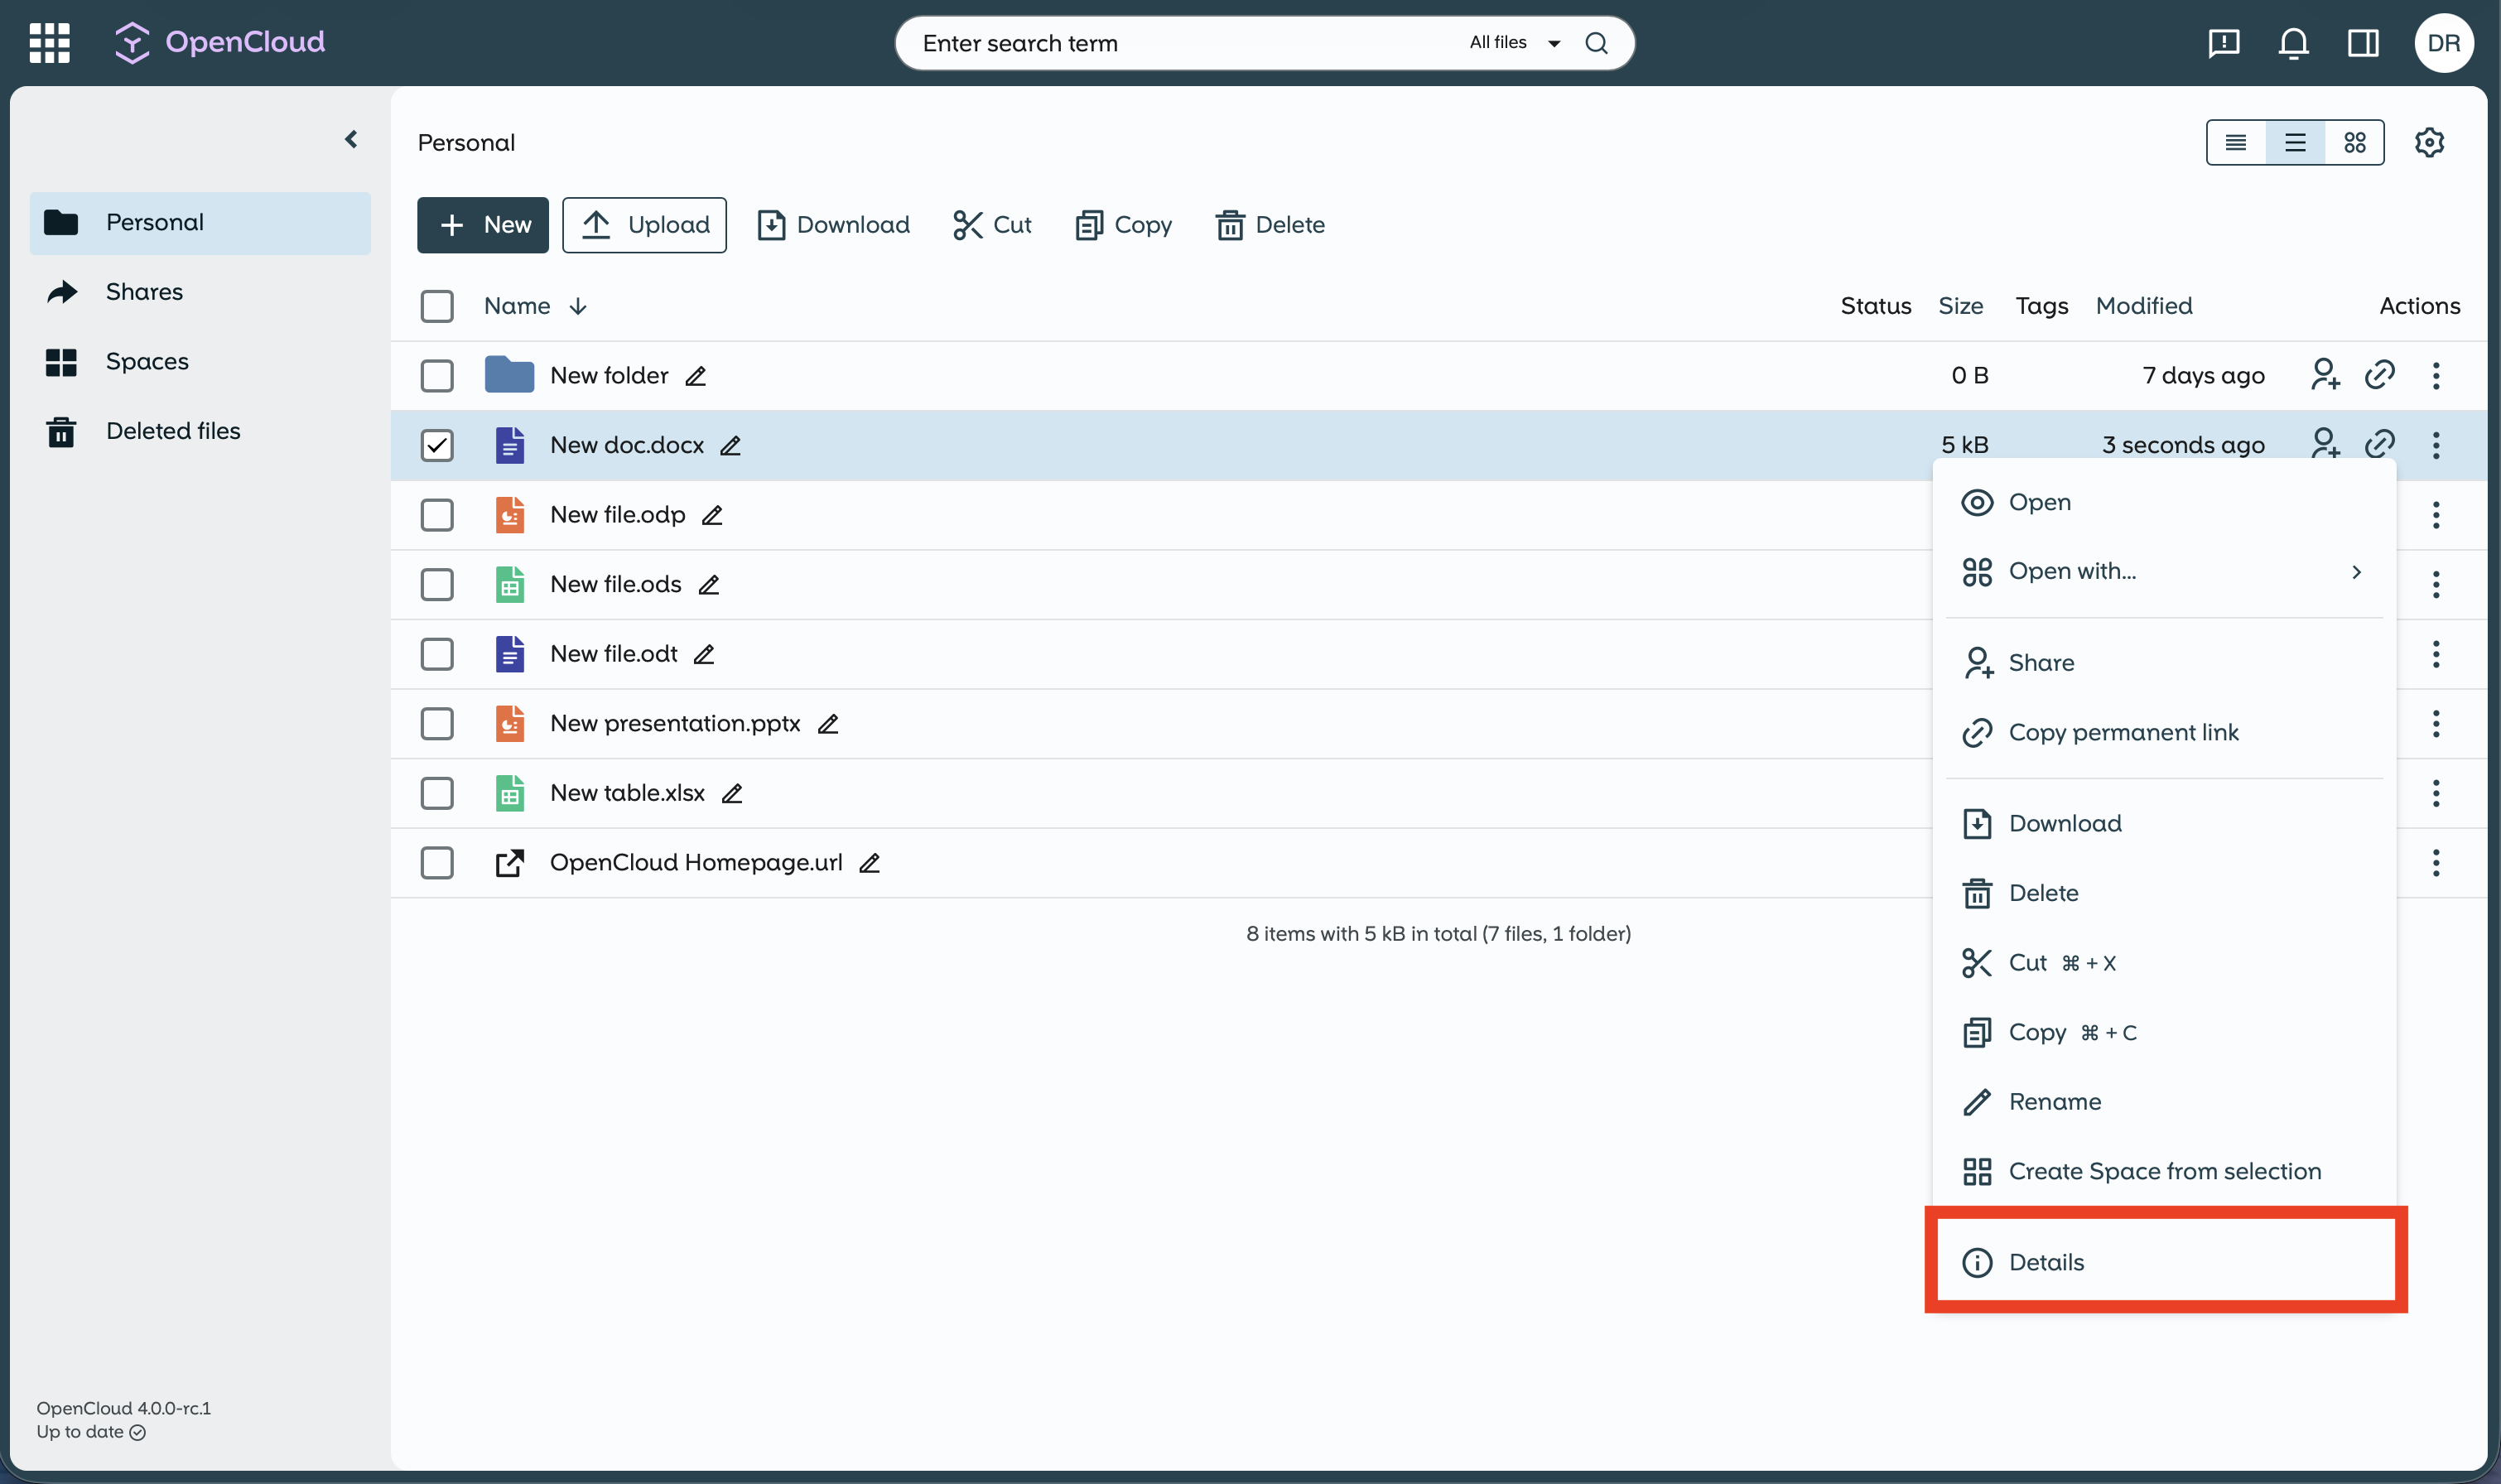 OpenCloud
Enter search term All files
DR
Personal
Personal
Shares
Spaces
Deleted files
New Upload Download Cut Copy Delete
Name Status Size Tags Modified Actions
New folder 0 B 7 days ago
New doc.docx 5 kB 3 seconds ago
New file.odp
New file.ods
New file.odt
New presentation.pptx
New table.xlsx
OpenCloud Homepage.url
8 items with 5 kB in total (7 files, 1 folder)
Open
Open with...
Share
Copy permanent link
Download
Delete
Cut ⌘ + X
Copy ⌘ + C
Rename
Create Space from selection
Details
OpenCloud 4.0.0-rc.1
Up to date